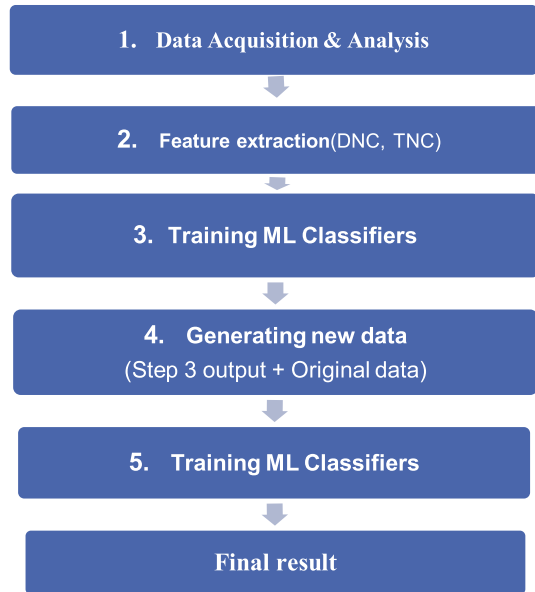 1. Data Acquisition & Analysis
2. Feature extraction(DNC, TNC)
3. Training ML Classifiers
4. Generating new data
(Step 3 output + Original data)
5. Training ML Classifiers
Final result